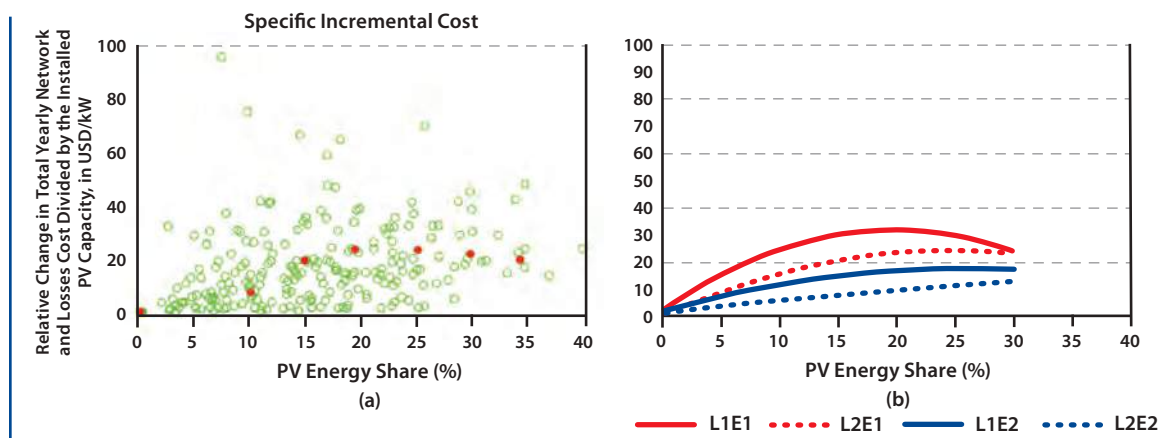 Specific Incremental Cost
Relative Change in Total Yearly Network
and Losses Cost Divided by the Installed
PV Capacity, in USD/kW
100
80
60
40
20
0
0
5
10
15
20
25
30
35
40
PV Energy Share (%)
(a)
100
90
80
70
60
50
40
30
20
10
0
0
5
10
15
20
25
30
40
PV Energy Share (%)
(b)
L1E1
L2E1
L1E2
L2E2